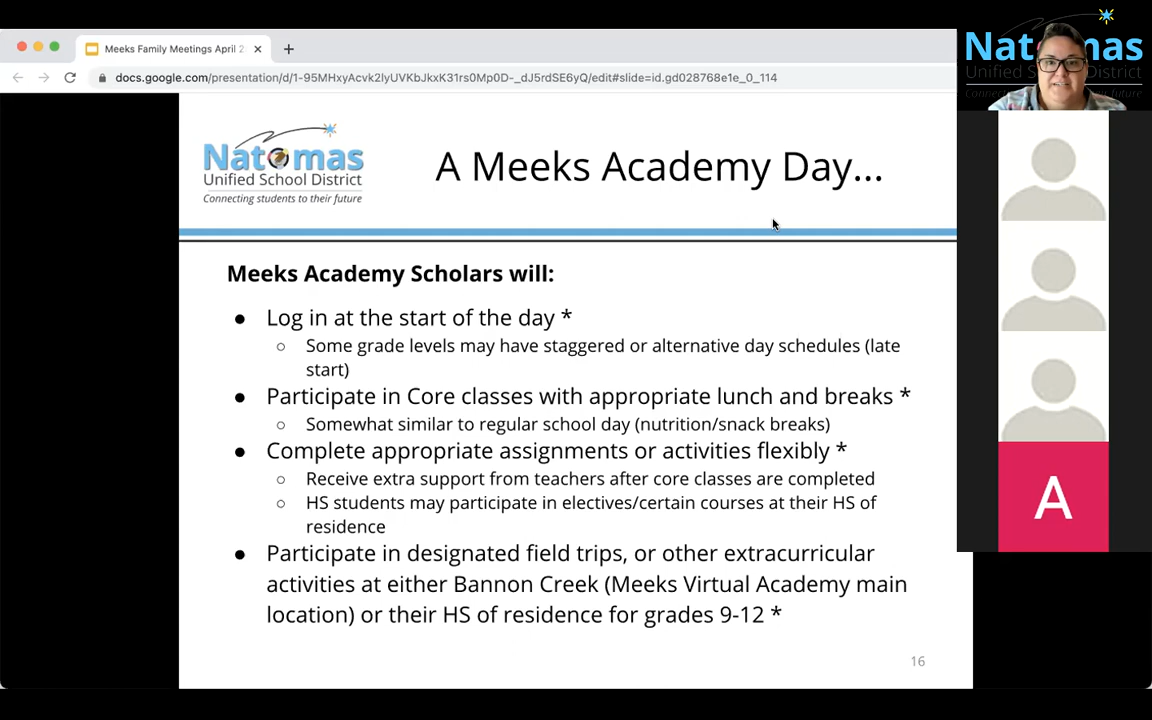 Meeks Family Meetings April 2
docs.google.com/presentation/d/1-95MHxyAcvk2lyUVKbJkxK31rs0Mp0D-_dJ5rdSE6yQ/edit#slide=id.gd028768e1e_0_114
Natomas
Unified School District
Connecting students to their future
A Meeks Academy Day...
Meeks Academy Scholars will:
● Log in at the start of the day *
○ Some grade levels may have staggered or alternative day schedules (late
start)
● Participate in Core classes with appropriate lunch and breaks *
○ Somewhat similar to regular school day (nutrition/snack breaks)
● Complete appropriate assignments or activities flexibly *
○ Receive extra support from teachers after core classes are completed
○ HS students may participate in electives/certain courses at their HS of
residence
● Participate in designated field trips, or other extracurricular
activities at either Bannon Creek (Meeks Virtual Academy main
location) or their HS of residence for grades 9-12 *
16
Natomas
Unified School District
A